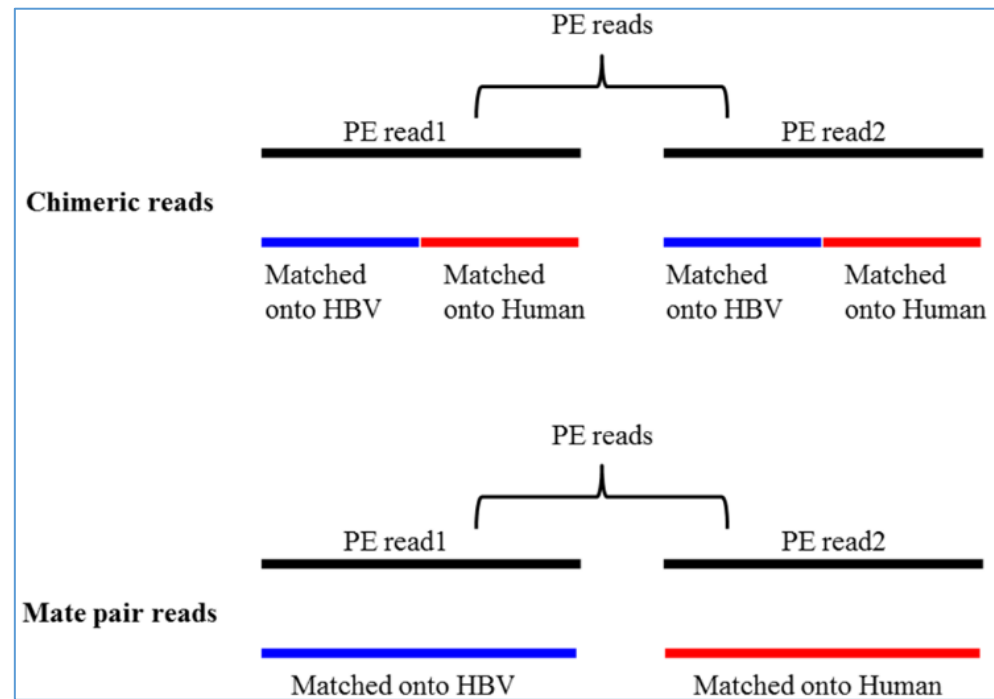 PE reads
PE read1 PE read2
Chimeric reads
Matched onto HBV
Matched onto Human
Matched onto HBV
Matched onto Human
PE reads
PE read1 PE read2
Mate pair reads
Matched onto HBV Matched onto Human